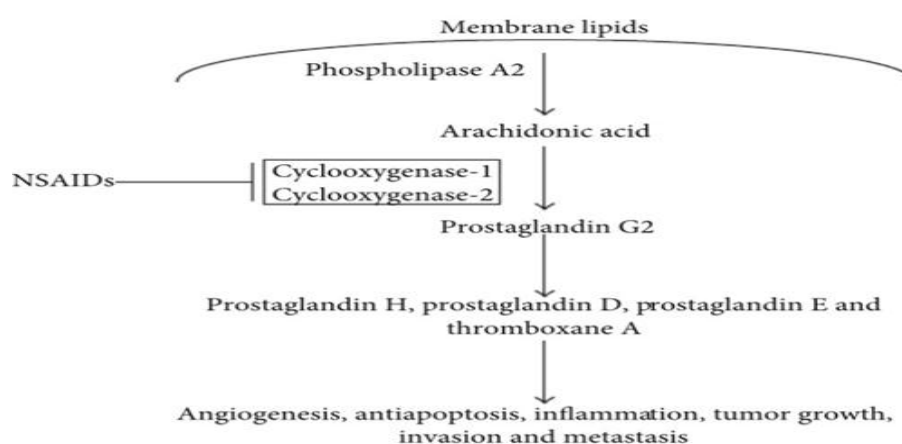 Membrane lipids
Phospholipase A2
Arachidonic acid
NSAIDs
Cyclooxygenase-1
Cyclooxygenase-2
Prostaglandin G2
Prostaglandin H, prostaglandin D, prostaglandin E and
thromboxane A
Angiogenesis, antiapoptosis, inflammation, tumor growth,
invasion and metastasis